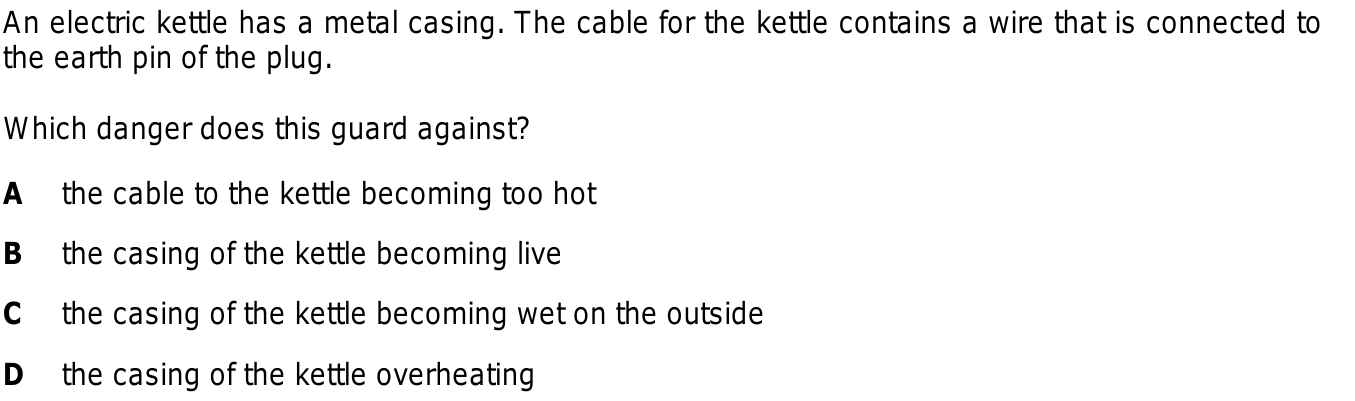 An electric kettle has a metal casing. The cable for the kettle contains a wire that is connected to
the earth pin of the plug.
Which danger does this guard against?
A the cable to the kettle becoming too hot
B the casing of the kettle becoming live
C the casing of the kettle becoming wet on the outside
D the casing of the kettle overheating